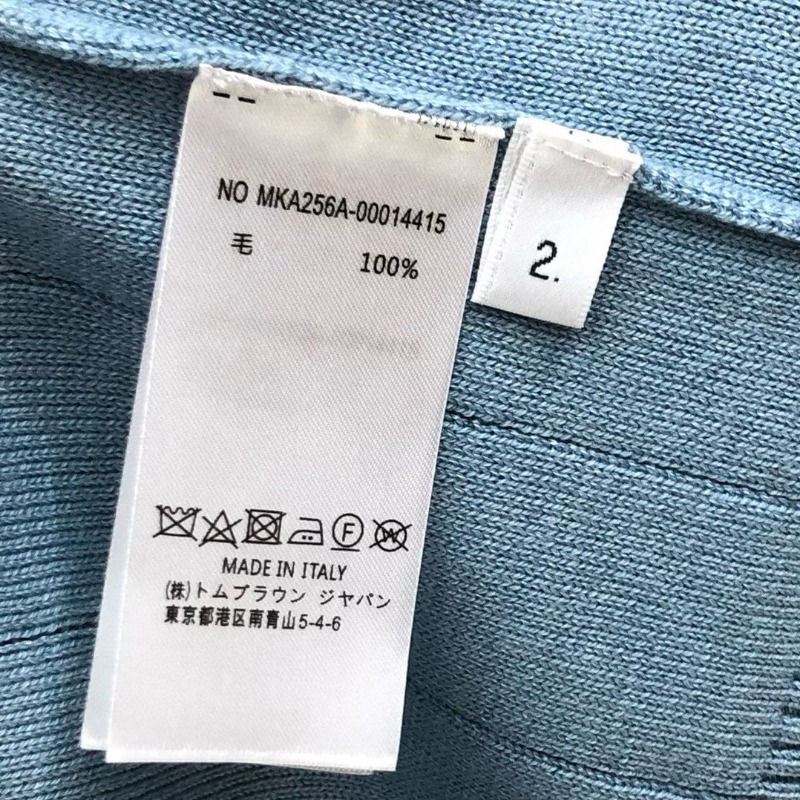 NO MKA256A-00014415
毛 100%
2.
F
W
MADE IN ITALY
(株)トムブラウン ジャパン
東京都港区南青山5-4-6